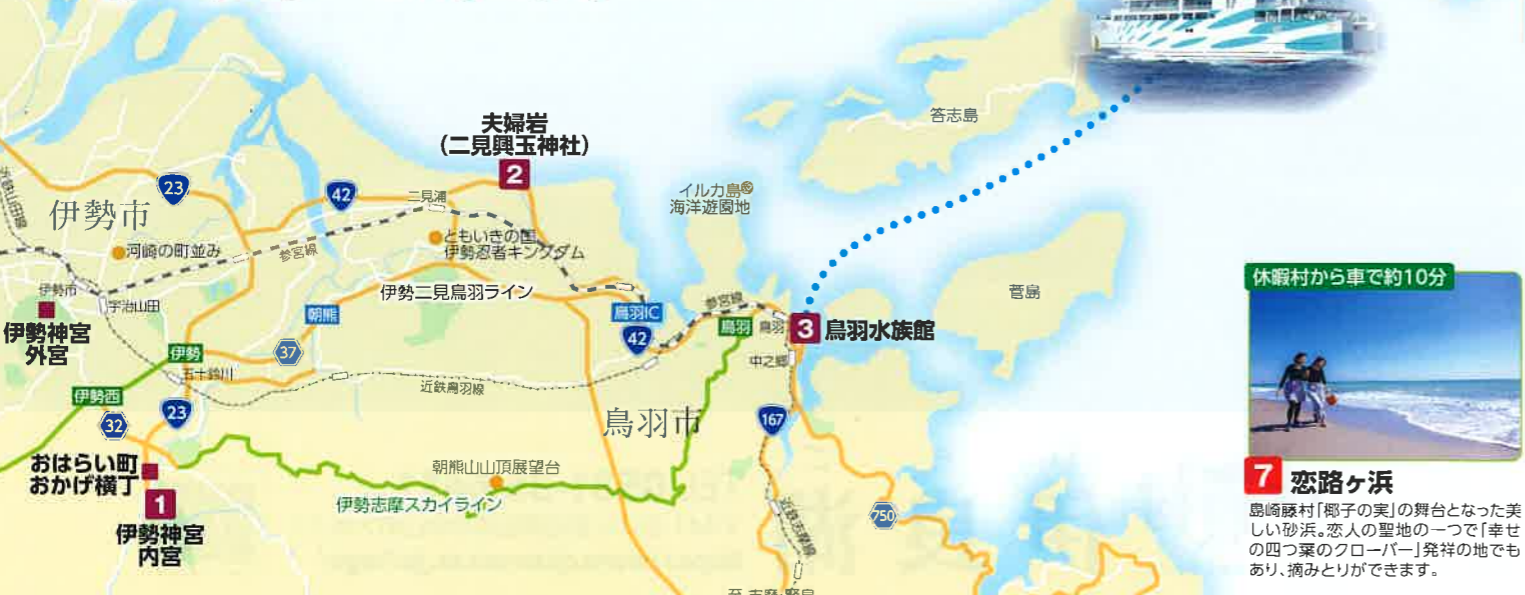 答志島
夫婦岩
(二見興玉神社)
2
23
42
近鉄山田線
二見浦
イルカ島
海洋遊園地
伊勢市
河崎の町並み
参宮線
ともいきの国
伊勢忍者キングダム
菅島
休暇村から車で約10分
伊勢市
宇治山田
伊勢二見鳥羽ライン
朝熊
鳥羽IC
42
参宮線
鳥羽
鳥羽
3
鳥羽水族館
伊勢神宮
外宮
伊勢
37
五十鈴川
中之郷
近鉄鳥羽線
伊勢西
32
23
鳥羽市
167
おはらい町
おかげ横丁
朝熊山山頂展望台
伊勢志摩スカイライン
1
伊勢神宮
内宮
750
近鉄志摩線
7 恋路ヶ浜
島崎藤村「椰子の実」の舞台となった美
しい砂浜。恋人の聖地の一つで「幸せ
の四つ葉のクローバー」発祥の地でも
あり、摘みとりができます。